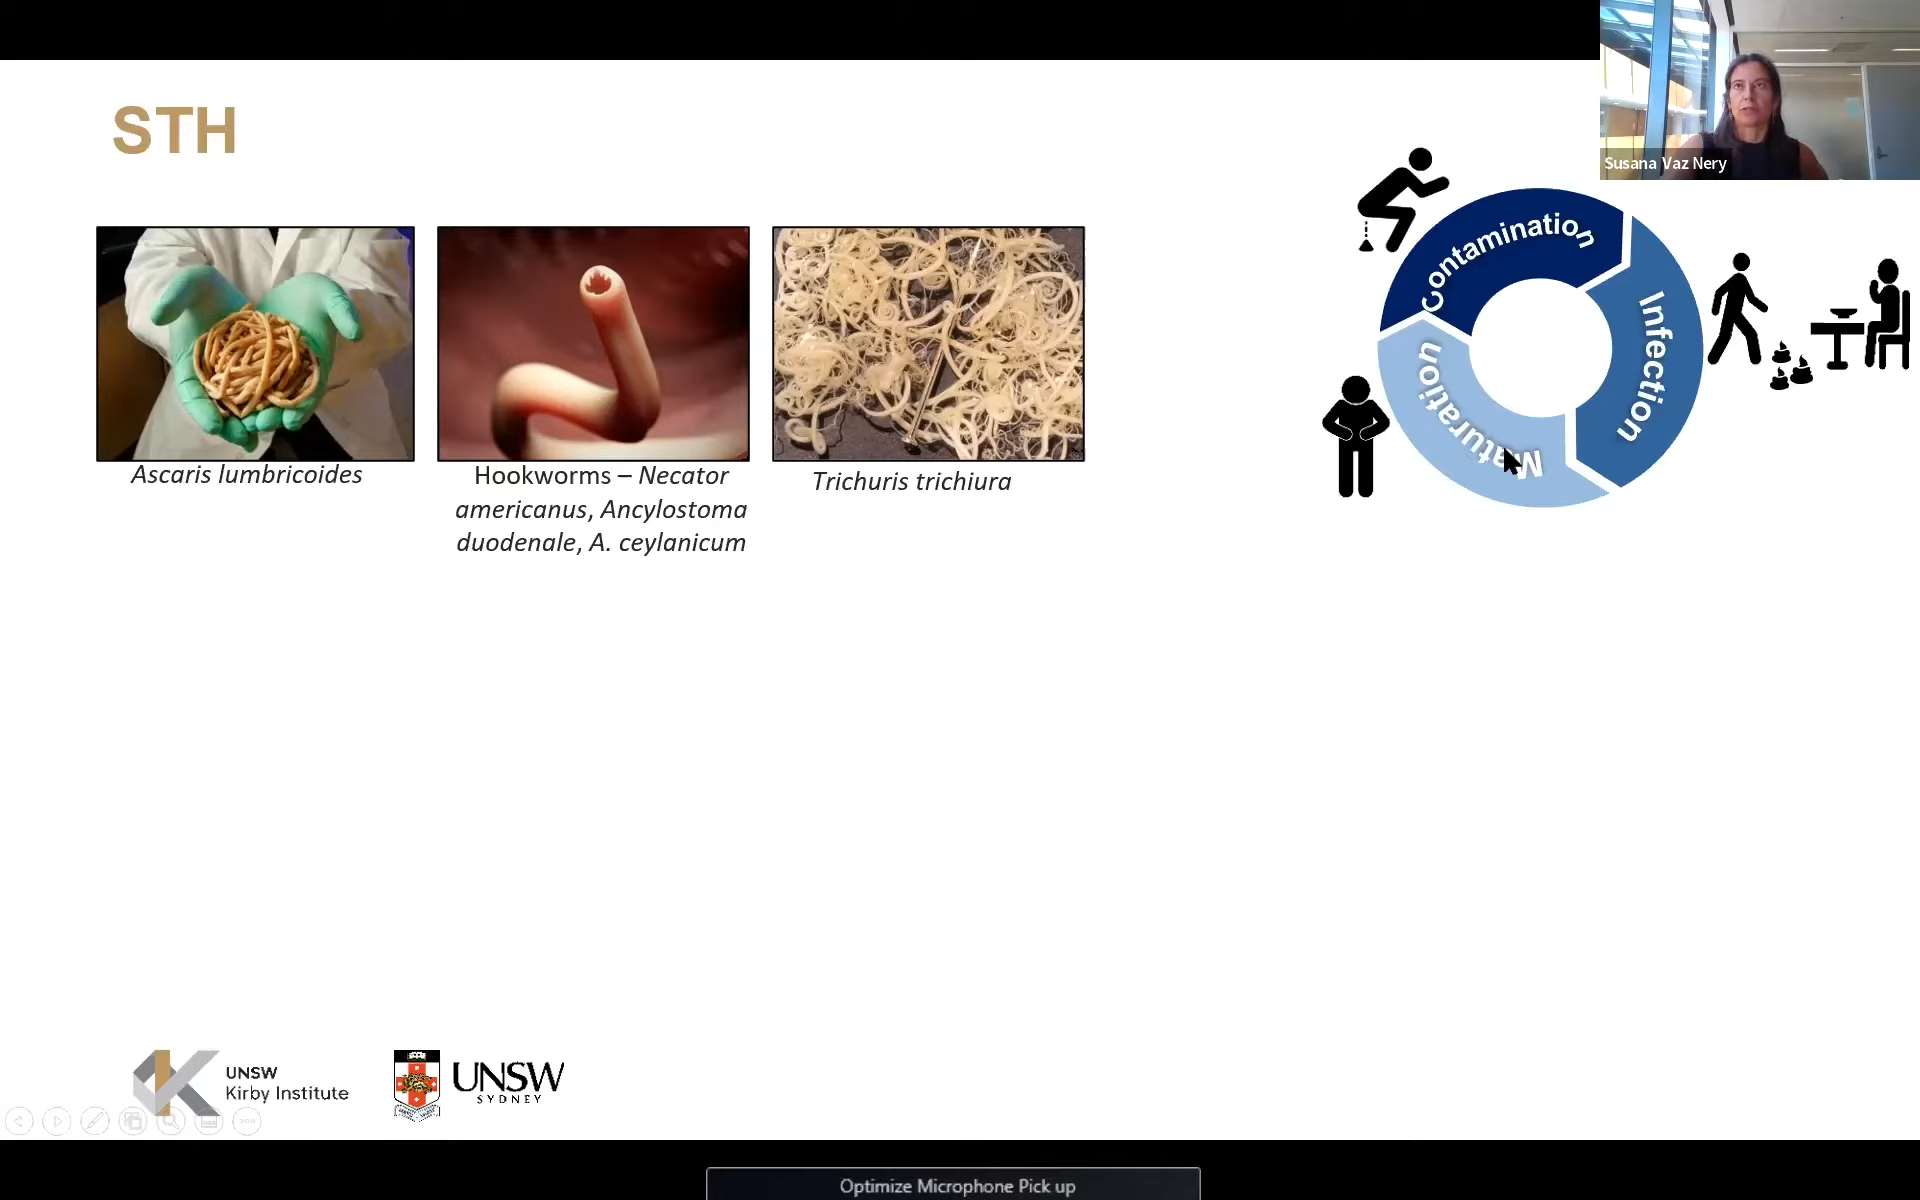 STH
Susana Vaz Nery
Contamination
Infection
Maturation
Ascaris lumbricoides
Hookworms – Necator
americanus, Ancylostoma
duodenale, A. ceylanicum
Trichuris trichiura
UNSW
Kirby Institute
UNSW
SYDNEY
Optimize Microphone Pick up